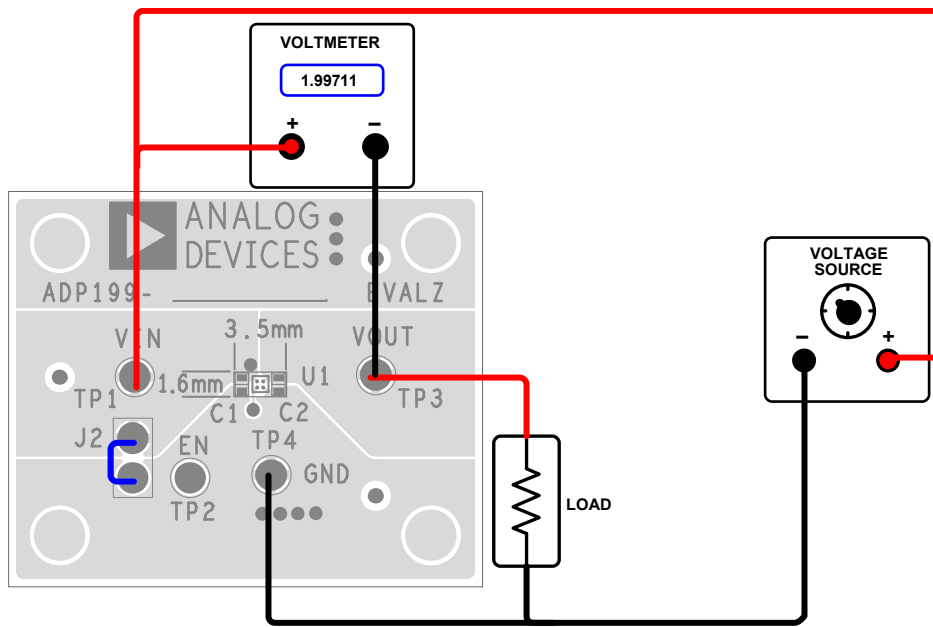 VOLTMETER
1.99711
+ –
ANALOG
DEVICES
ADP199-
EVALZ
VOLTAGE
SOURCE
– +
VIN
3.5mm
VOUT
1.6mm
U1
TP1
TP3
C1
C2
J2
EN
TP4
GND
TP2
LOAD